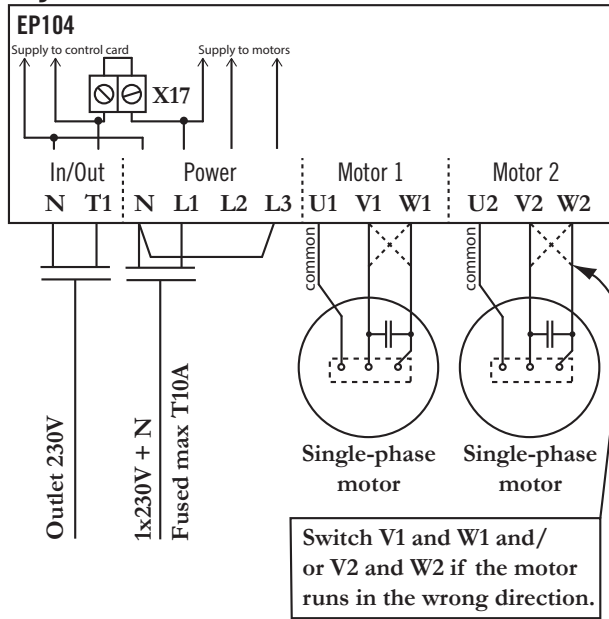 EP104
Supply to control card
Supply to motors
X17
In/Out
Power
Motor 1
Motor 2
N T1 N L1 L2 L3 U1 V1 W1 U2 V2 W2
common
common
Outlet 230V
1x230V + N
Fused max T10A
Single-phase
motor
Single-phase
motor
Switch V1 and W1 and/
or V2 and W2 if the motor
runs in the wrong direction.